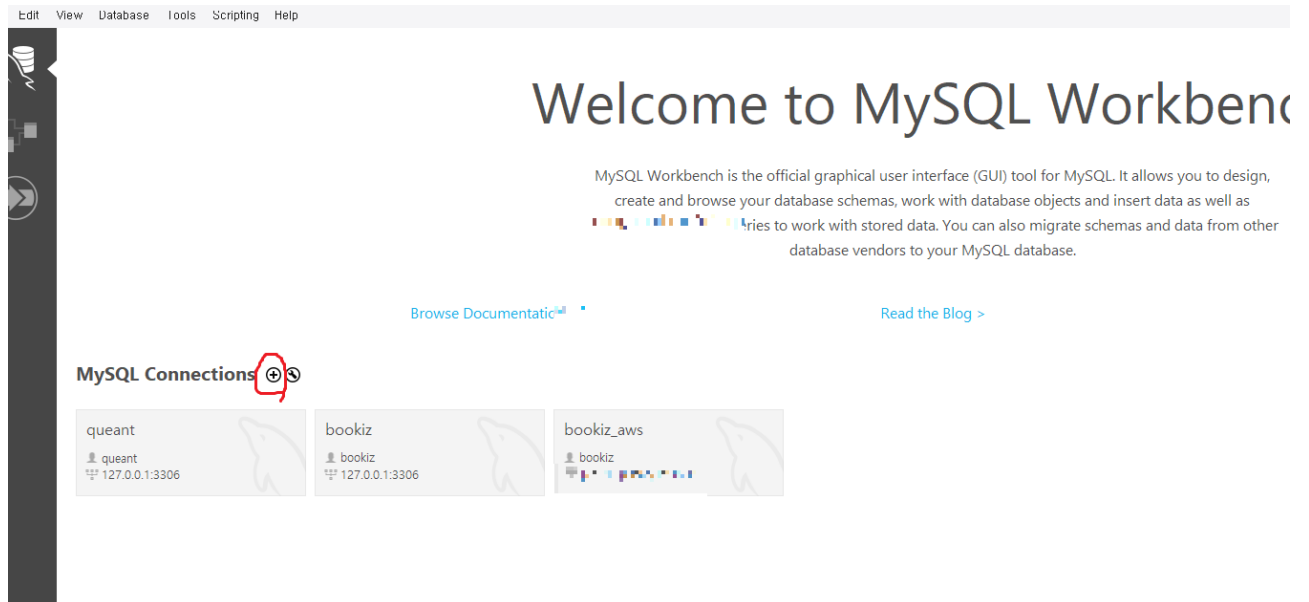 Edit View Database Tools Scripting Help
Welcome to MySQL Workbenc
MySQL Workbench is the official graphical user interface (GUI) tool for MySQL. It allows you to design,
create and browse your database schemas, work with database objects and insert data as well as
ries to work with stored data. You can also migrate schemas and data from other
database vendors to your MySQL database.
Browse Documentatic
Read the Blog >
MySQL Connections
queant
queant
127.0.0.1:3306
bookiz
bookiz
127.0.0.1:3306
bookiz_aws
bookiz